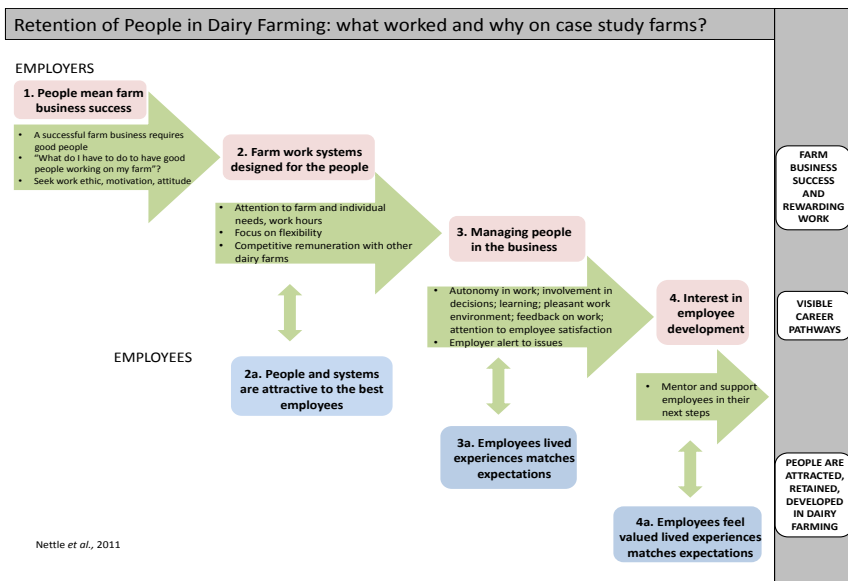 Retention of People in Dairy Farming: what worked and why on case study farms?
EMPLOYERS
1. People mean farm
business success
• A successful farm business requires
good people
• "What do I have to do to have good
people working on my farm"?
• Seek work ethic, motivation, attitude
2. Farm work systems
designed for the people
• Attention to farm and individual
needs, work hours
• Focus on flexibility
• Competitive remuneration with other
dairy farms
3. Managing people
in the business
• Autonomy in work; involvement in
decisions; learning; pleasant work
environment; feedback on work;
attention to employee satisfaction
• Employer alert to issues
4. Interest in
employee
development
• Mentor and support
employees in their
next steps
EMPLOYEES
2a. People and systems
are attractive to the best
employees
3a. Employees lived
experiences matches
expectations
4a. Employees feel
valued lived experiences
matches expectations
FARM
BUSINESS
SUCCESS
AND
REWARDING
WORK
VISIBLE
CAREER
PATHWAYS
PEOPLE ARE
ATTRACTED,
RETAINED,
DEVELOPED
IN DAIRY
FARMING
Nettle et al., 2011